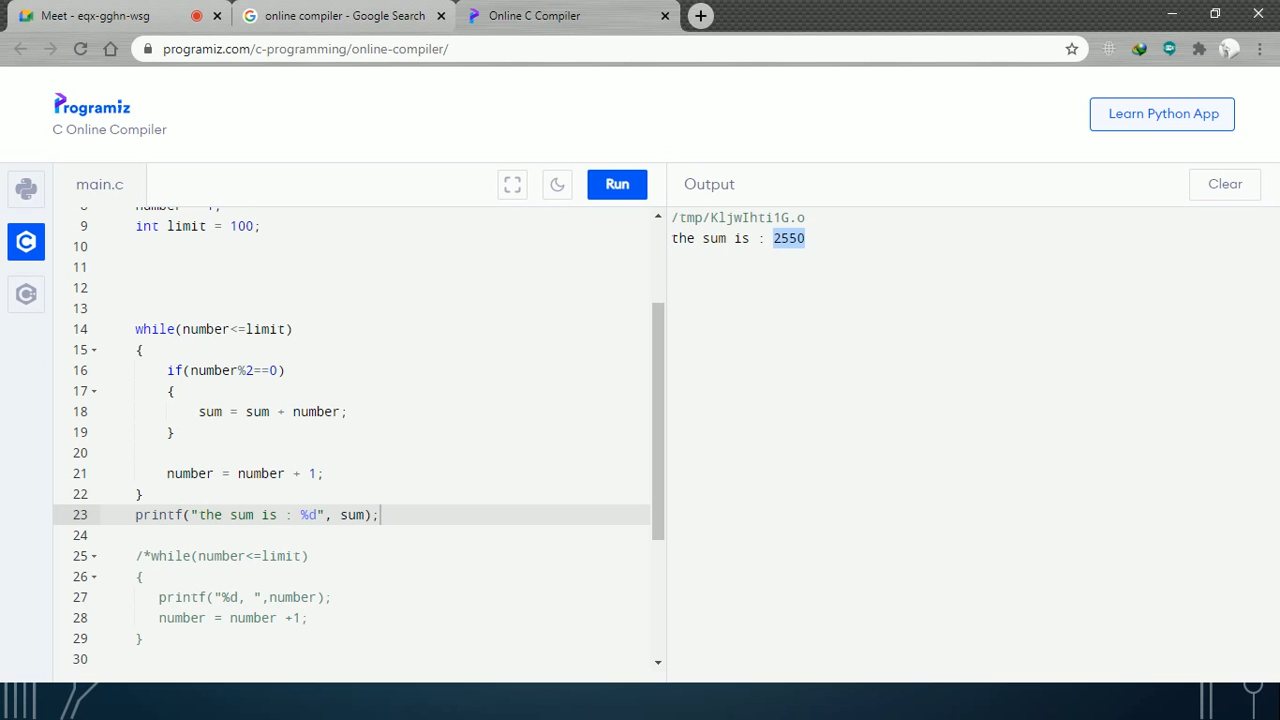 Meet - eqx-gghn-wsg
online compiler - Google Search
Online C Compiler
programiz.com/c-programming/online-compiler/
Programiz
C Online Compiler
Learn Python App
main.c
Run
Output
Clear
9 int limit = 100;
10
11
12
13
14 while(number<=limit)
15 {
16 if(number%2==0)
17 {
18 sum = sum + number;
19 }
20
21 number = number + 1;
22 }
23 printf("the sum is : %d", sum);
24
25 /*while(number<=limit)
26 {
27 printf("%d, ",number);
28 number = number +1;
29 }
30
/tmp/KljwIhti1G.o
the sum is : 2550